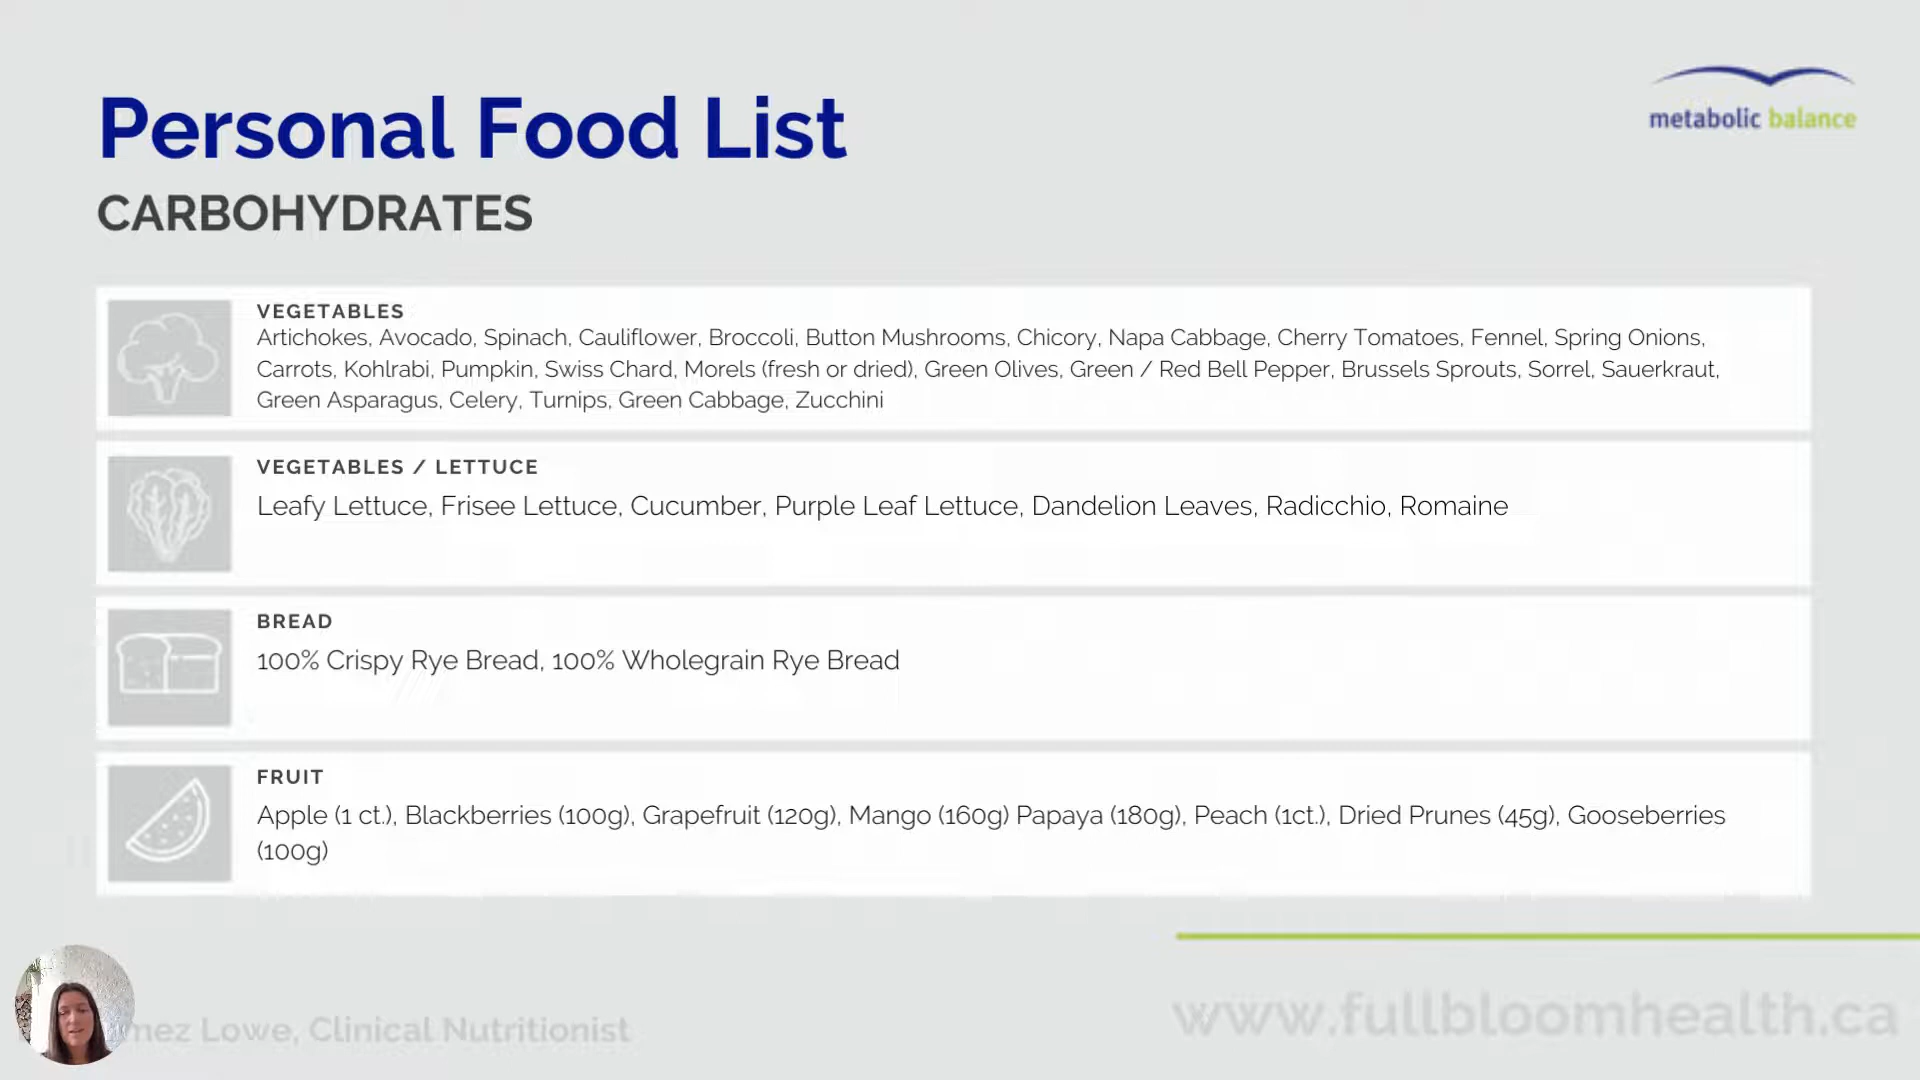 Personal Food List
metabolic balance
CARBOHYDRATES
VEGETABLES
Artichokes, Avocado, Spinach, Cauliflower, Broccoli, Button Mushrooms, Chicory, Napa Cabbage, Cherry Tomatoes, Fennel, Spring Onions,
Carrots, Kohlrabi, Pumpkin, Swiss Chard, Morels (fresh or dried), Green Olives, Green / Red Bell Pepper, Brussels Sprouts, Sorrel, Sauerkraut,
Green Asparagus, Celery, Turnips, Green Cabbage, Zucchini
VEGETABLES / LETTUCE
Leafy Lettuce, Frisee Lettuce, Cucumber, Purple Leaf Lettuce, Dandelion Leaves, Radicchio, Romaine
BREAD
100% Crispy Rye Bread, 100% Wholegrain Rye Bread
FRUIT
Apple (1 ct.), Blackberries (100g), Grapefruit (120g), Mango (160g) Papaya (180g), Peach (1ct.), Dried Prunes (45g), Gooseberries
(100g)
Lowe, Clinical Nutritionist
www.fullbloomhealth.ca